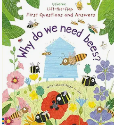 Usborne
Lift-the-flap
First Questions and Answers
Why do we need bees?